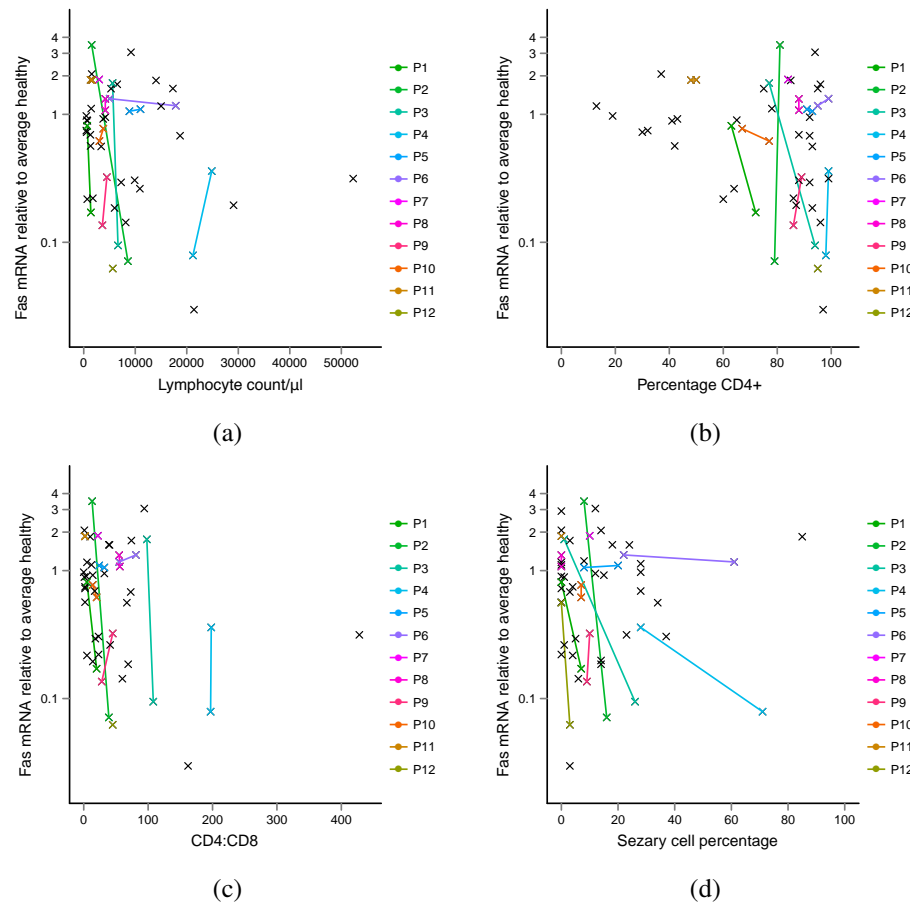 Fas mRNA relative to average healthy
4
3
2
1
0.1
0 10000 20000 30000 40000 50000
Lymphocyte count/µl
P1
P2
P3
P4
P5
P6
P7
P8
P9
P10
P11
P12
(a)
Fas mRNA relative to average healthy
4
3
2
1
0.1
0 20 40 60 80 100
Percentage CD4+
P1
P2
P3
P4
P5
P6
P7
P8
P9
P10
P11
P12
(b)
Fas mRNA relative to average healthy
4
3
2
1
0.1
0 100 200 300 400
CD4:CD8
P1
P2
P3
P4
P5
P6
P7
P8
P9
P10
P11
P12
(c)
Fas mRNA relative to average healthy
4
3
2
1
0.1
0 20 40 60 80 100
Sezary cell percentage
P1
P2
P3
P4
P5
P6
P7
P8
P9
P10
P11
P12
(d)